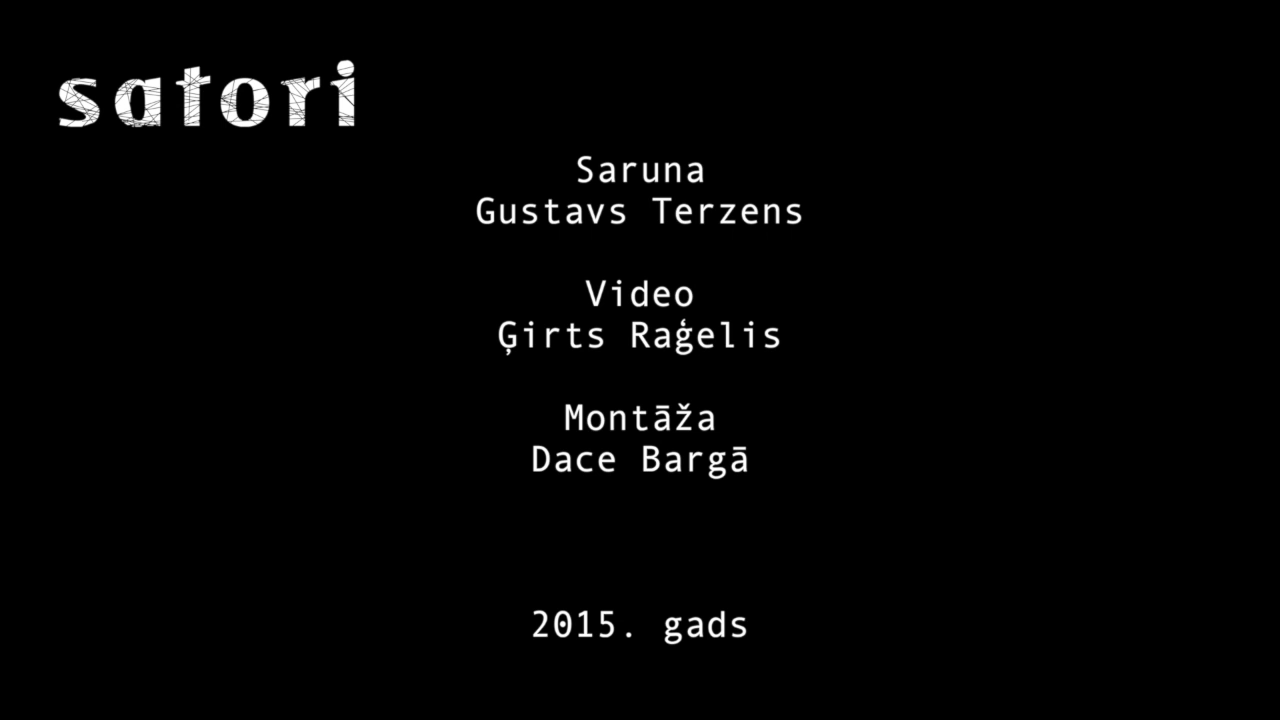 satori
Saruna
Gustavs Terzens
Video
Ģirts Raģelis
Montāža
Dace Bargā
2015. gads